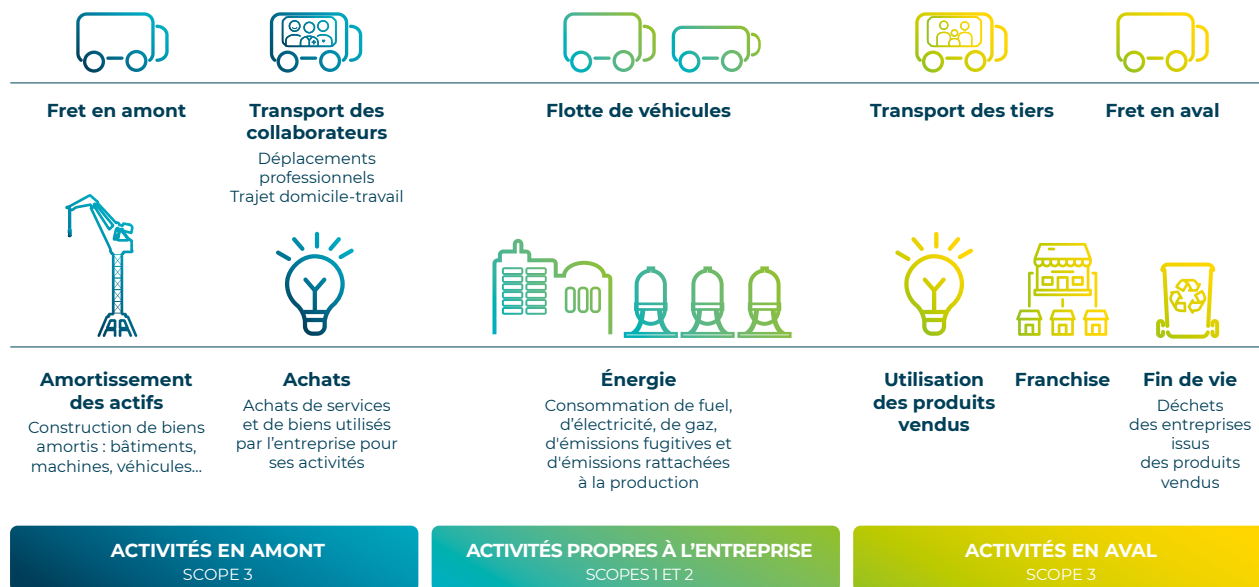 Fret en amont
Transport des
collaborateurs
Déplacements
professionnels
Trajet domicile-travail
Flotte de véhicules
Transport des tiers
Fret en aval
Amortissement
des actifs
Construction de biens
amortis : bâtiments,
machines, véhicules...
Achats
Achats de services
et de biens utilisés
par l'entreprise pour
ses activités
Énergie
Consommation de fuel,
d'électricité, de gaz,
d'émissions fugitives et
d'émissions rattachées
à la production
Utilisation
des produits
vendus
Franchise
Fin de vie
Déchets
des entreprises
issus
des produits
vendus
ACTIVITÉS EN AMONT
SCOPE 3
ACTIVITÉS PROPRES À L'ENTREPRISE
SCOPES 1 ET 2
ACTIVITÉS EN AVAL
SCOPE 3